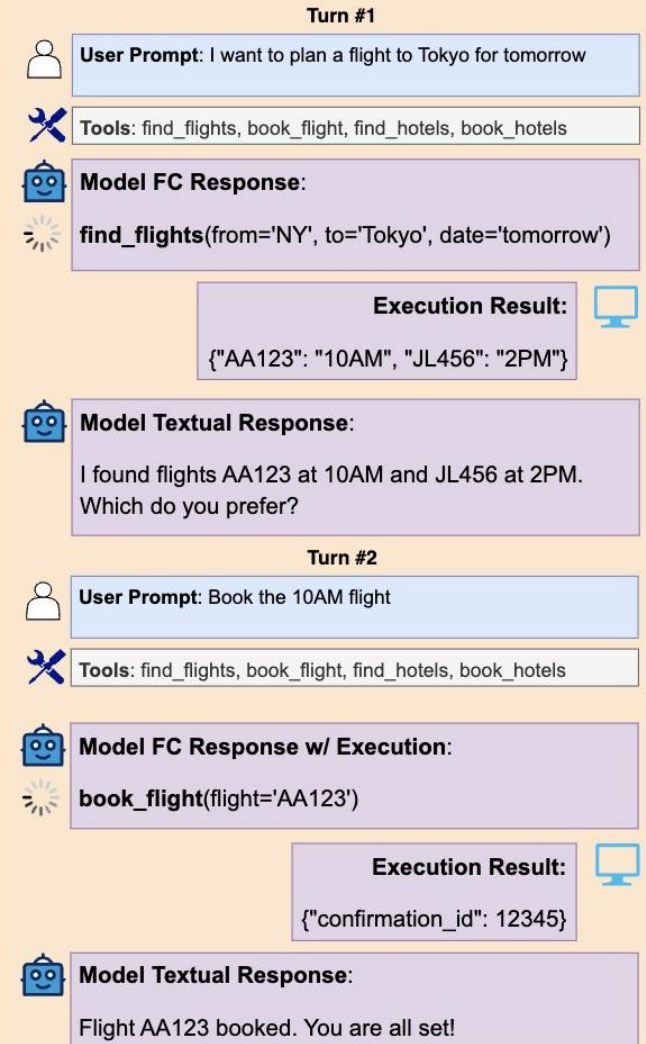 Turn #1
User Prompt: I want to plan a flight to Tokyo for tomorrow
Tools: find_flights, book_flight, find_hotels, book_hotels
Model FC Response:
find_flights(from='NY', to='Tokyo', date='tomorrow')
Execution Result:
{"AA123": "10AM", "JL456": "2PM"}
Model Textual Response:
I found flights AA123 at 10AM and JL456 at 2PM.
Which do you prefer?
Turn #2
User Prompt: Book the 10AM flight
Tools: find_flights, book_flight, find_hotels, book_hotels
Model FC Response w/ Execution:
book_flight(flight='AA123')
Execution Result:
{"confirmation_id": 12345}
Model Textual Response:
Flight AA123 booked. You are all set!